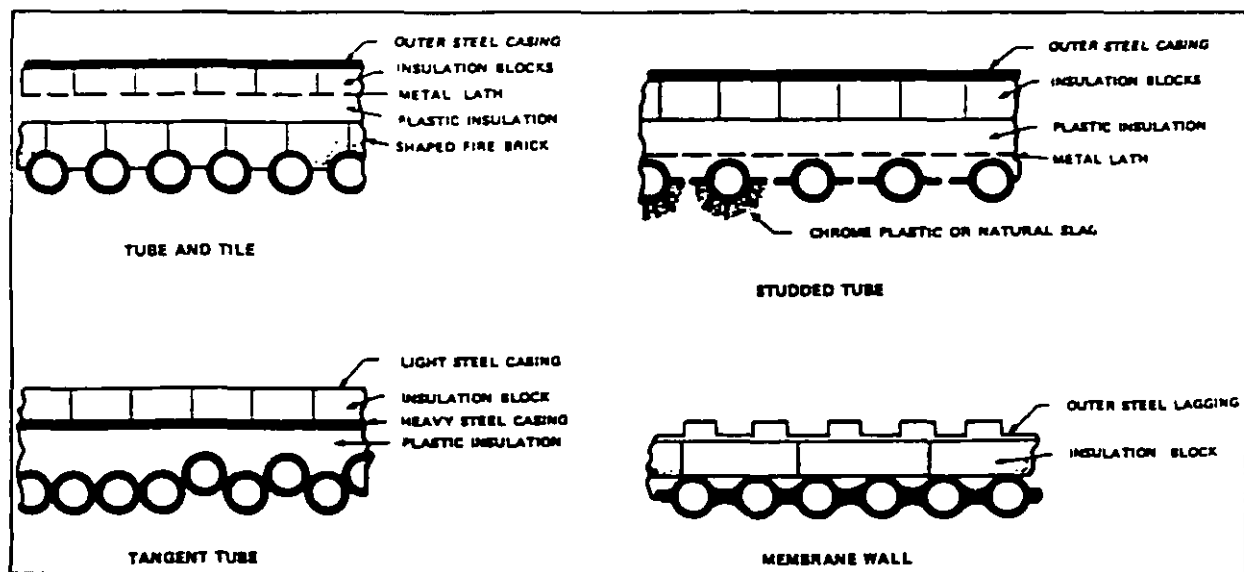 OUTER STEEL CASING
INSULATION BLOCKS
METAL LATH
PLASTIC INSULATION
SHAPED FIRE BRICK
TUBE AND TILE
OUTER STEEL CASING
INSULATION BLOCKS
PLASTIC INSULATION
METAL LATH
CHROME PLASTIC OR NATURAL SLAG
STUDDED TUBE
LIGHT STEEL CASING
INSULATION BLOCK
HEAVY STEEL CASING
PLASTIC INSULATION
TANGENT TUBE
OUTER STEEL LAGGING
INSULATION BLOCK
MEMBRANE WALL